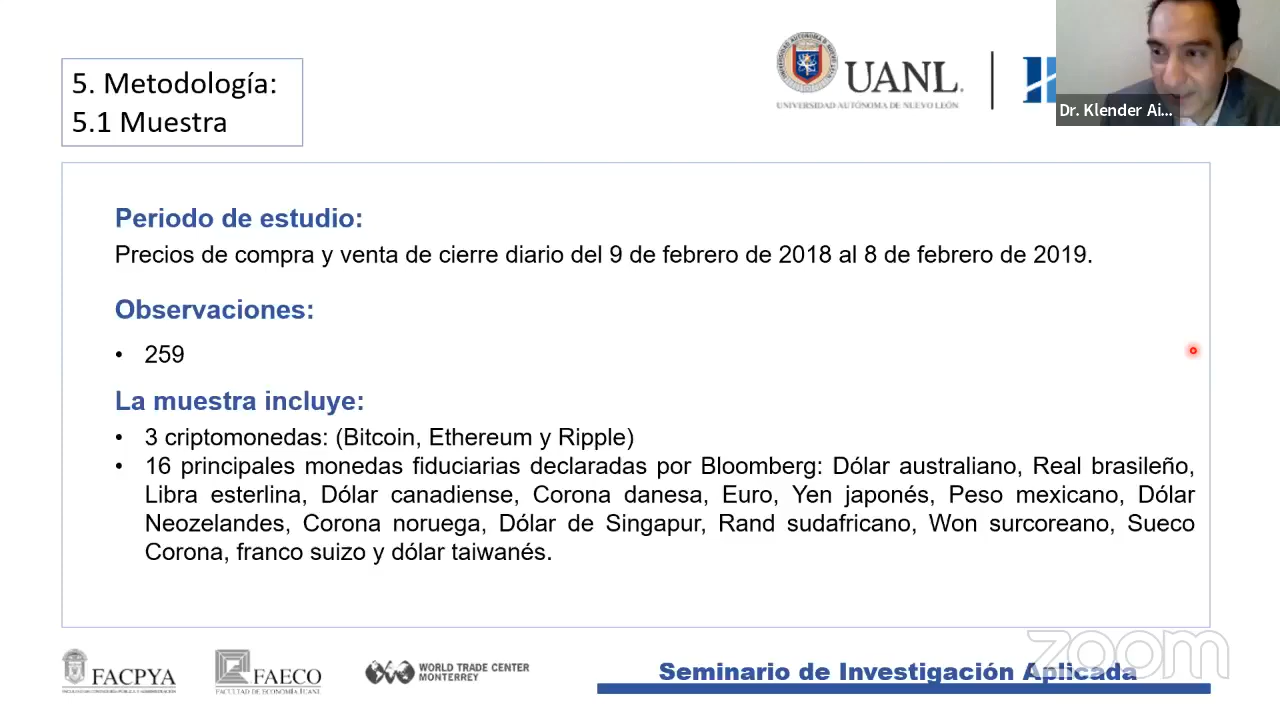 5. Metodología:
5.1 Muestra
UANL
UNIVERSIDAD AUTÓNOMA DE NUEVO LEÓN
Dr. Klender Ai...
Periodo de estudio:
Precios de compra y venta de cierre diario del 9 de febrero de 2018 al 8 de febrero de 2019.
Observaciones:
• 259
La muestra incluye:
• 3 criptomonedas: (Bitcoin, Ethereum y Ripple)
• 16 principales monedas fiduciarias declaradas por Bloomberg: Dólar australiano, Real brasileño,
Libra esterlina, Dólar canadiense, Corona danesa, Euro, Yen japonés, Peso mexicano, Dólar
Neozelandes, Corona noruega, Dólar de Singapur, Rand sudafricano, Won surcoreano, Sueco
Corona, franco suizo y dólar taiwanés.
FACPYA
FAECO
FACULTAD DE ECONOMÍA UANL
WORLD TRADE CENTER
MONTERREY
Seminario de Investigación Aplicada
zoom